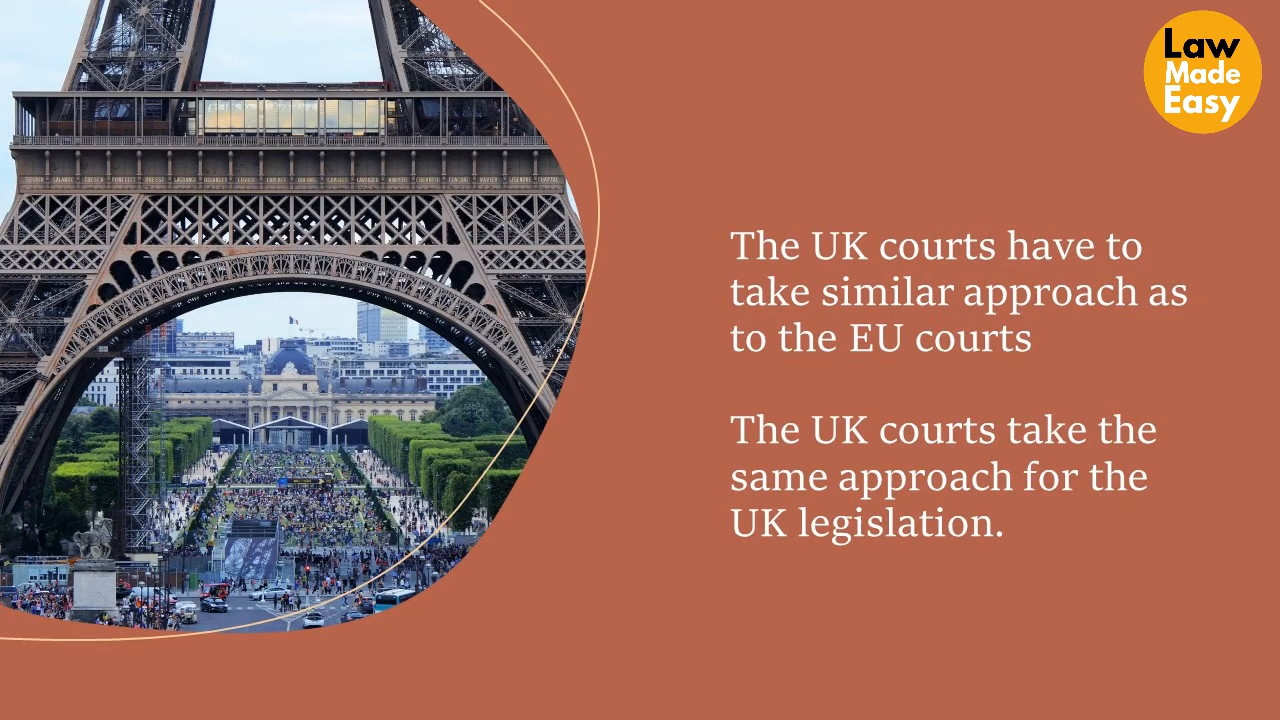 Law
Made
Easy
The UK courts have to
take similar approach as
to the EU courts
The UK courts take the
same approach for the
UK legislation.